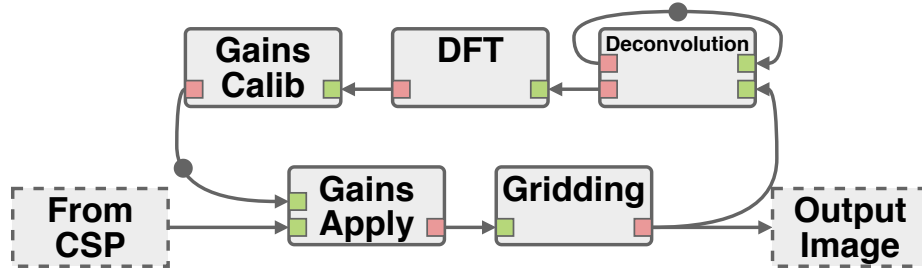 Gains
Calib
DFT
Deconvolution
From
CSP
Gains
Apply
Gridding
Output
Image